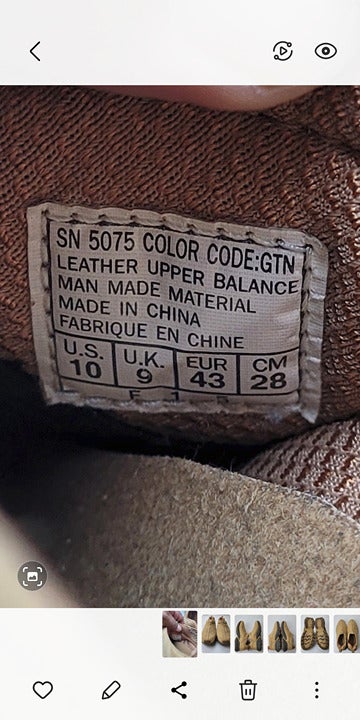 SN 5075 COLOR CODE:GTN
LEATHER UPPER BALANCE
MAN MADE MATERIAL
MADE IN CHINA
FABRIQUE EN CHINE
U.S. U.K. EUR CM
10 9 43 28